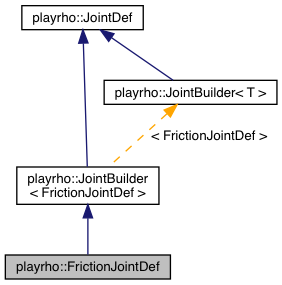 playrho::JointDef
playrho::JointBuilder< T >
< FrictionJointDef >
playrho::JointBuilder
< FrictionJointDef >
playrho::FrictionJointDef